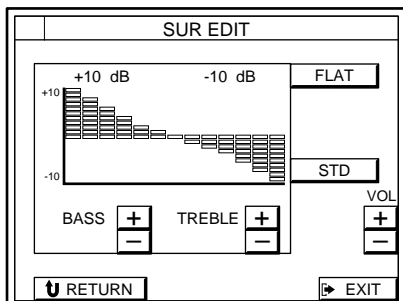 SUR EDIT
+10 dB -10 dB FLAT
+10
-10
STD
VOL
BASS + TREBLE + +
− − −
RETURN EXIT